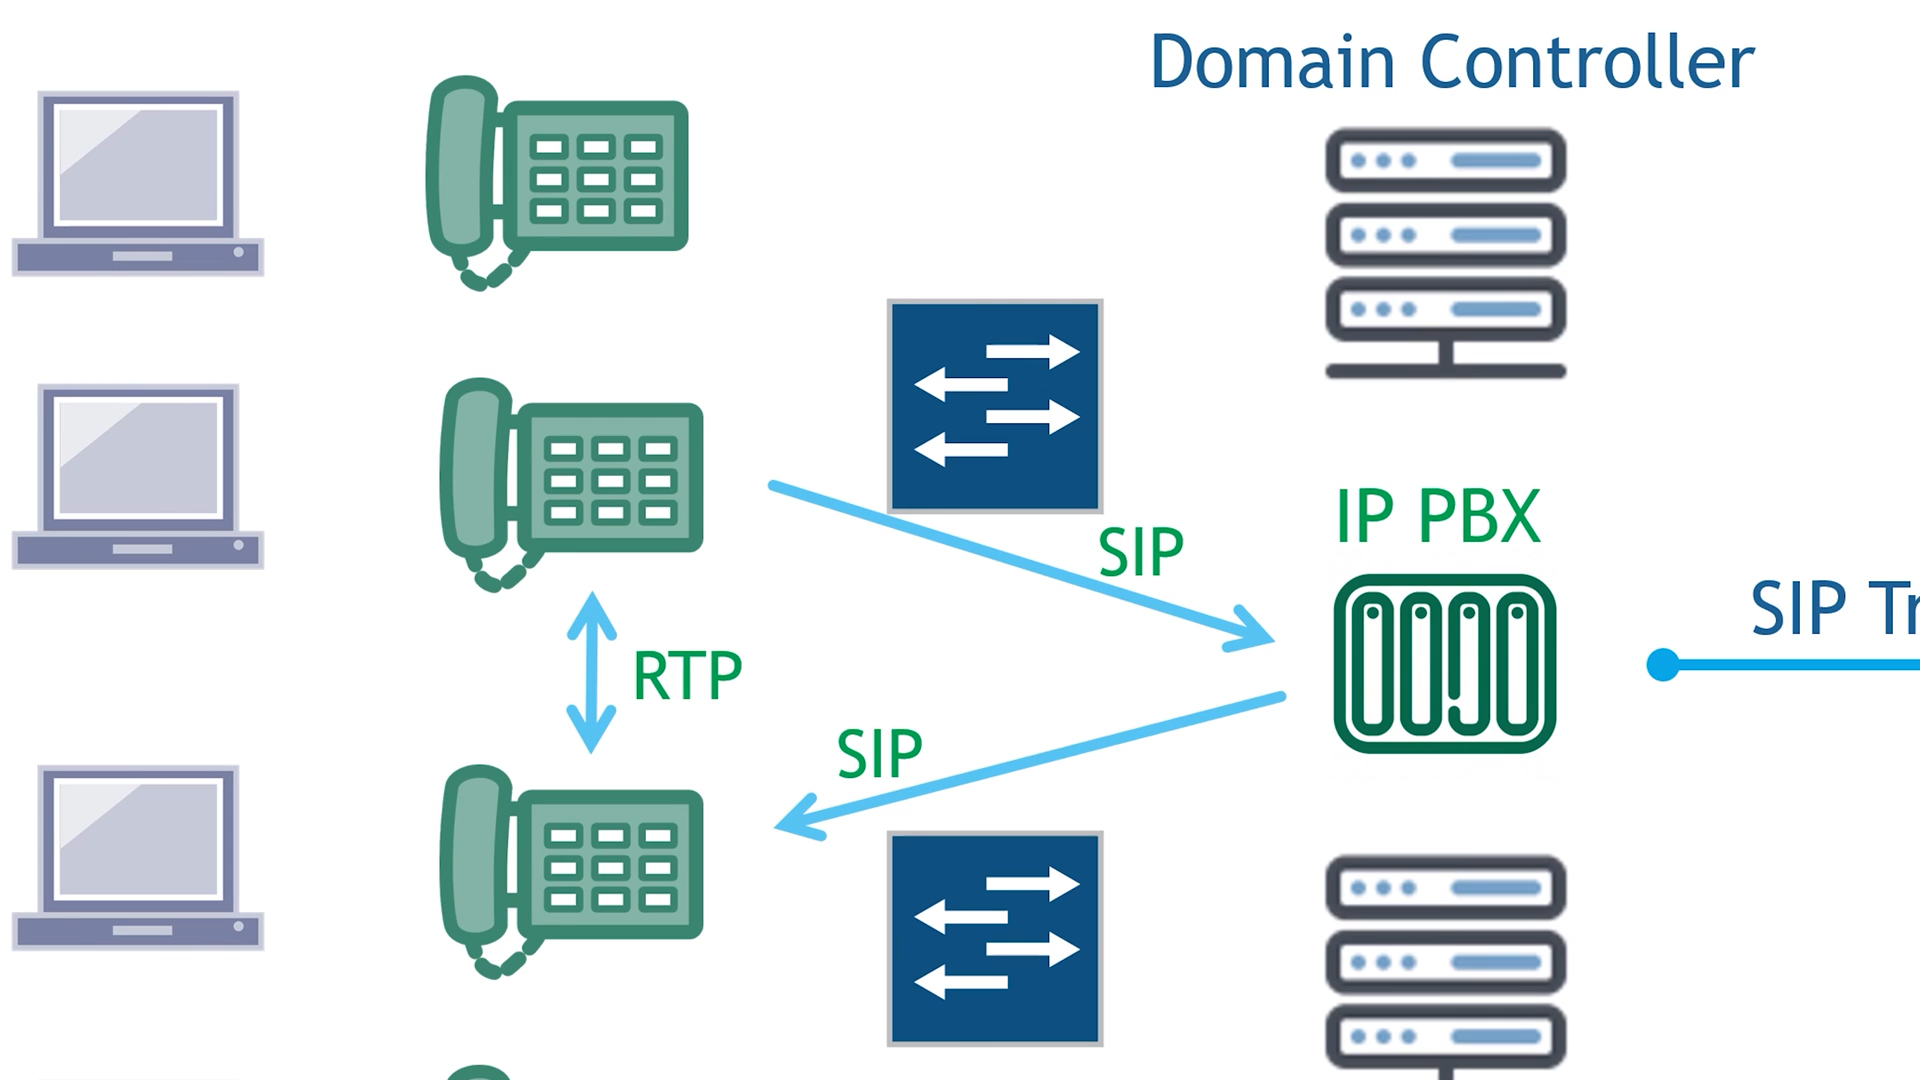 Domain Controller
IP PBX
SIP
SIP
RTP
SIP